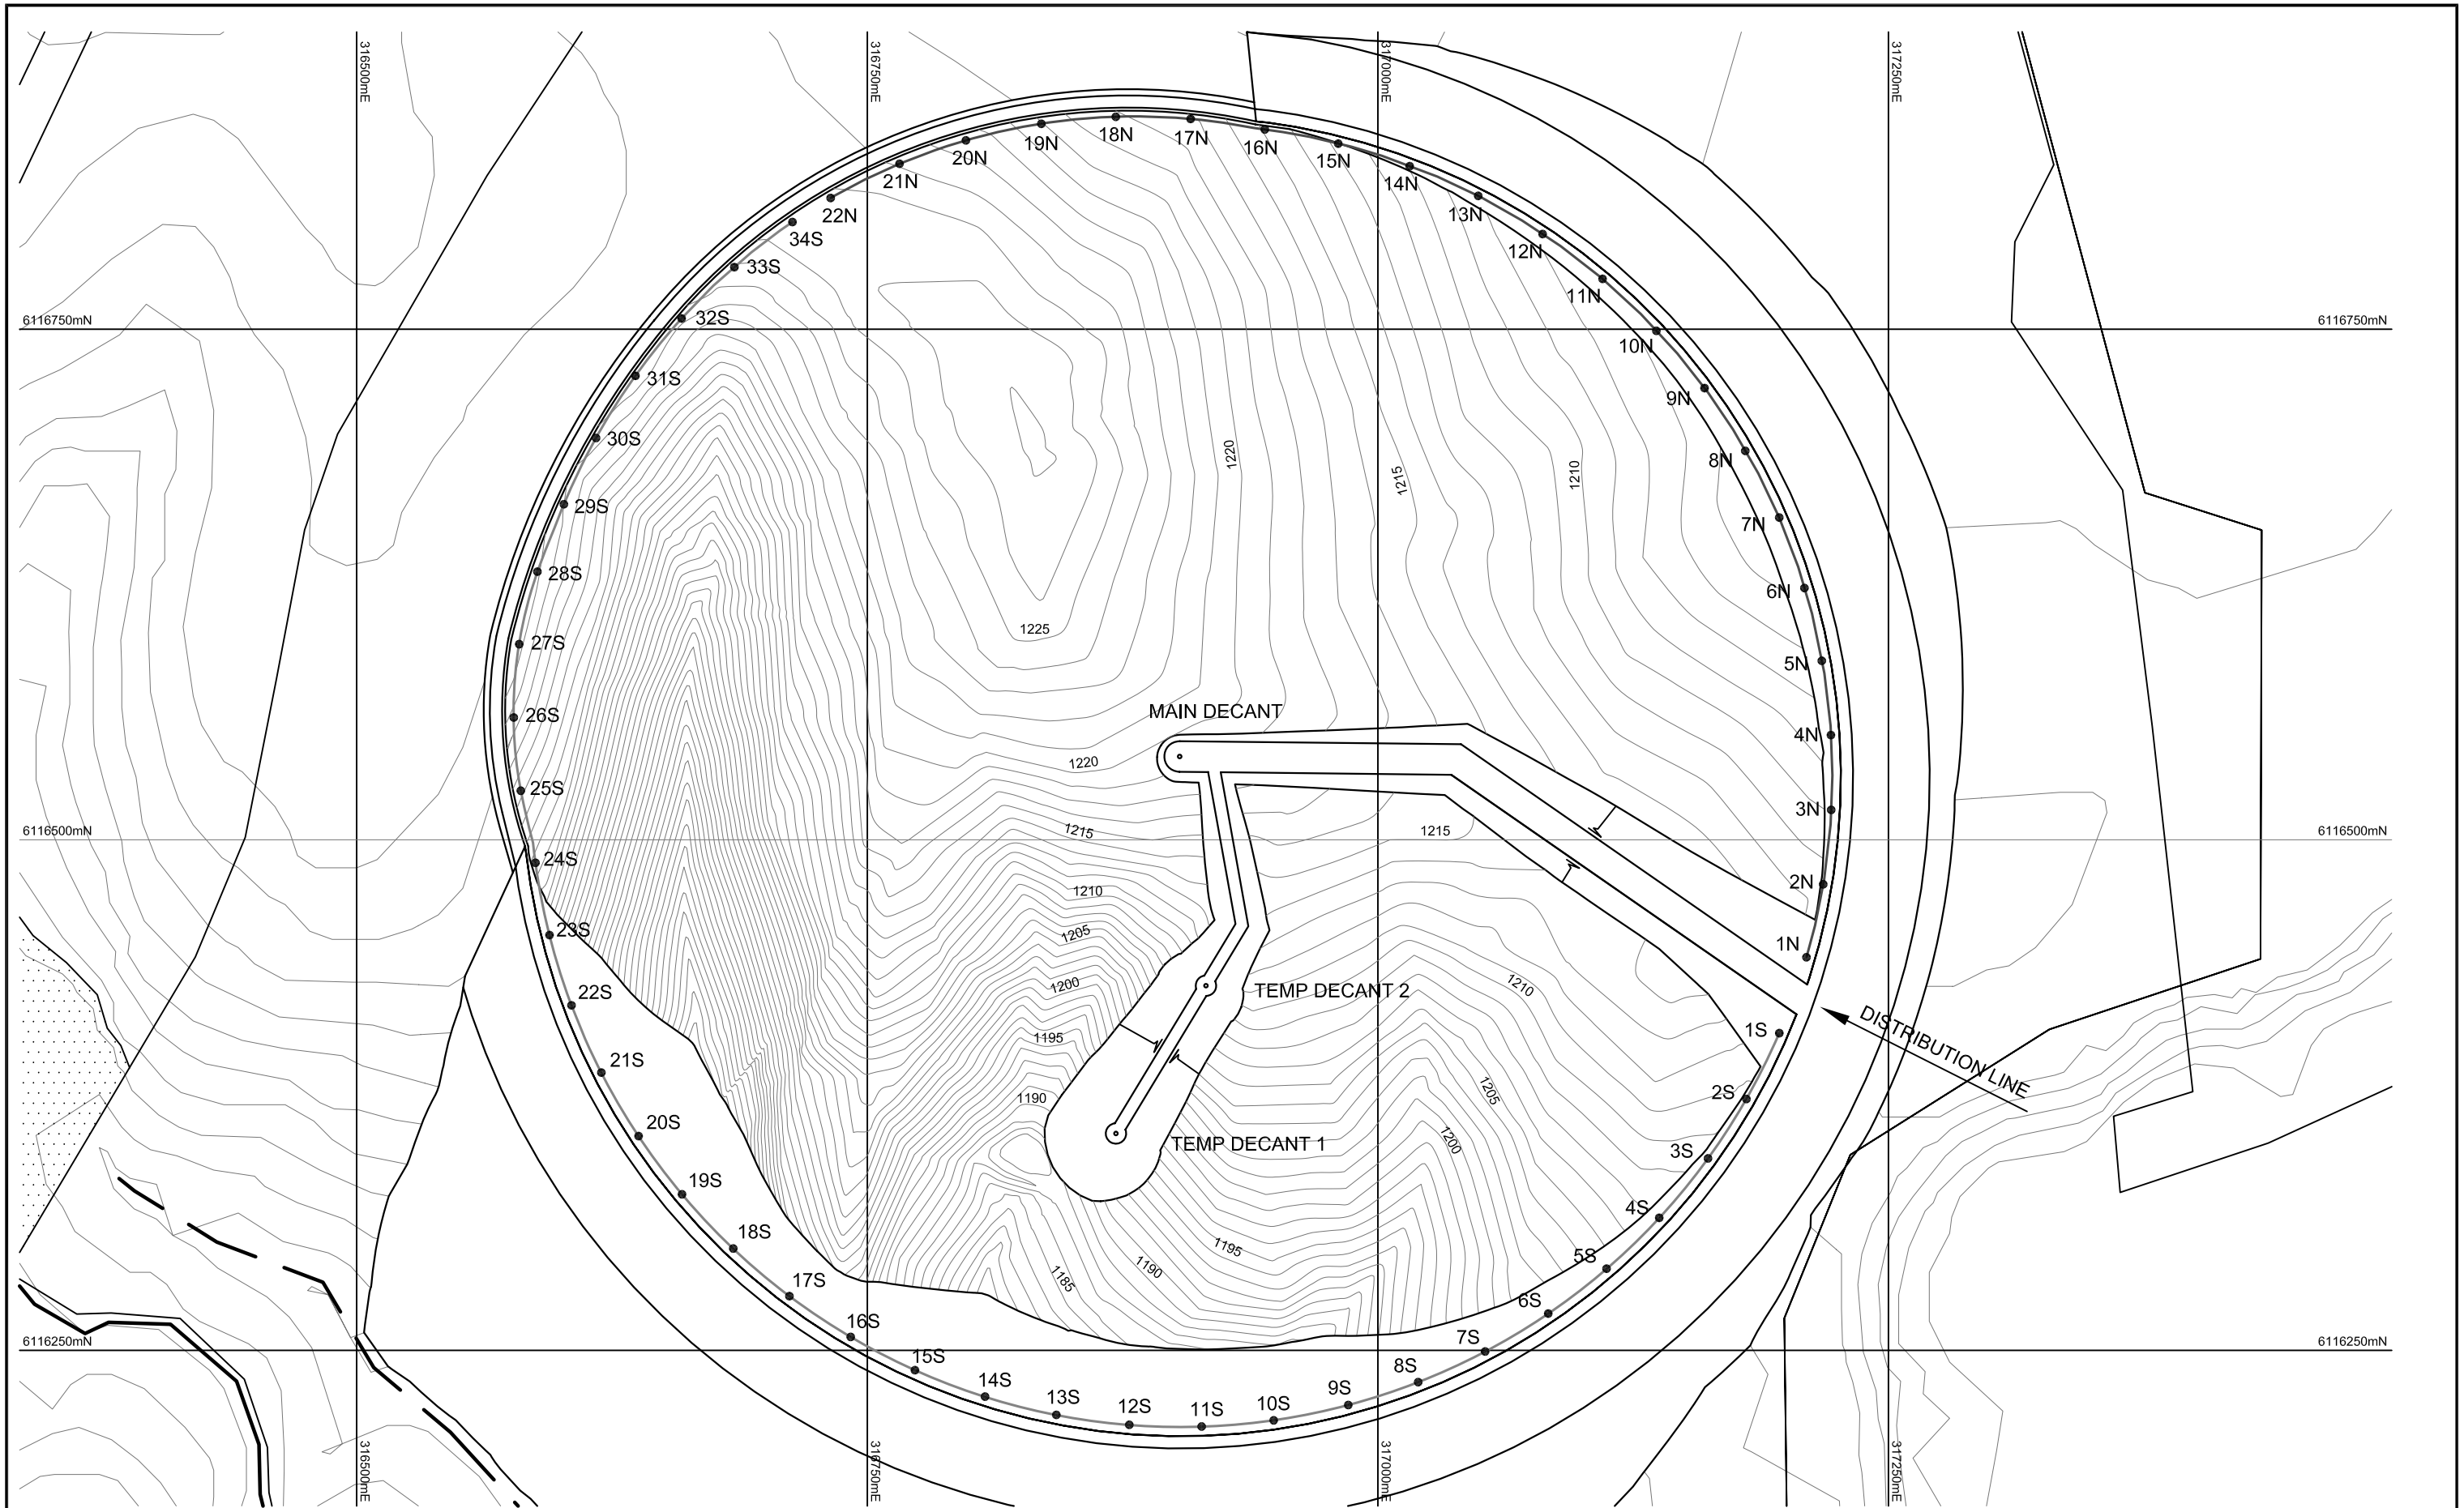 316500mE
316750mE
317000mE
317250mE
18N
17N
19N
16N
20N
15N
21N
14N
22N
13N
34S
12N
33S
11N
32S
6116750mN
6116750mN
10N
31S
9N
30S
1220
8N
1215
1210
29S
7N
28S
6N
1225
27S
5N
26S
MAIN DECANT
4N
1220
25S
3N
6116500mN
1215
1215
6116500mN
24S
2N
1210
23S
1205
1N
1200
1210
22S
TEMP DECANT 2
DISTRIBUTION LINE
1S
1195
21S
1190
1205
2S
20S
TEMP DECANT 1
1200
3S
19S
4S
18S
1195
5S
1190
1185
17S
6S
16S
7S
6116250mN
6116250mN
15S
8S
14S
9S
13S
12S
11S
10S
316500mE
316750mE
317000mE
317250mE